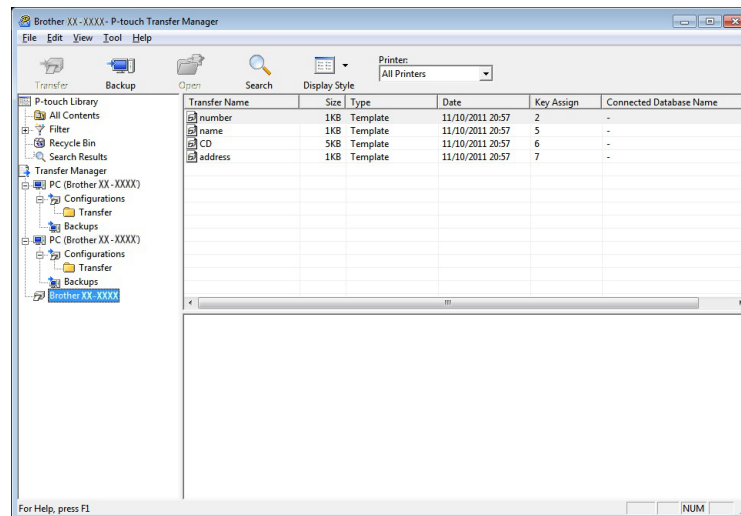 Brother XX-XXXX- P-touch Transfer Manager
File Edit View Tool Help
Printer:
All Printers
Transfer Backup Open Search Display Style
P-touch Library
All Contents
Filter
Recycle Bin
Search Results
Transfer Manager
PC (Brother XX-XXXX)
Configurations
Transfer
Backups
PC (Brother XX-XXXX)
Configurations
Transfer
Backups
Brother XX-XXXX
Transfer Name Size Type Date Key Assign Connected Database Name
number 1KB Template 11/10/2011 20:57 2 -
name 1KB Template 11/10/2011 20:57 5 -
CD 5KB Template 11/10/2011 20:57 6 -
address 1KB Template 11/10/2011 20:57 7 -
For Help, press F1
NUM